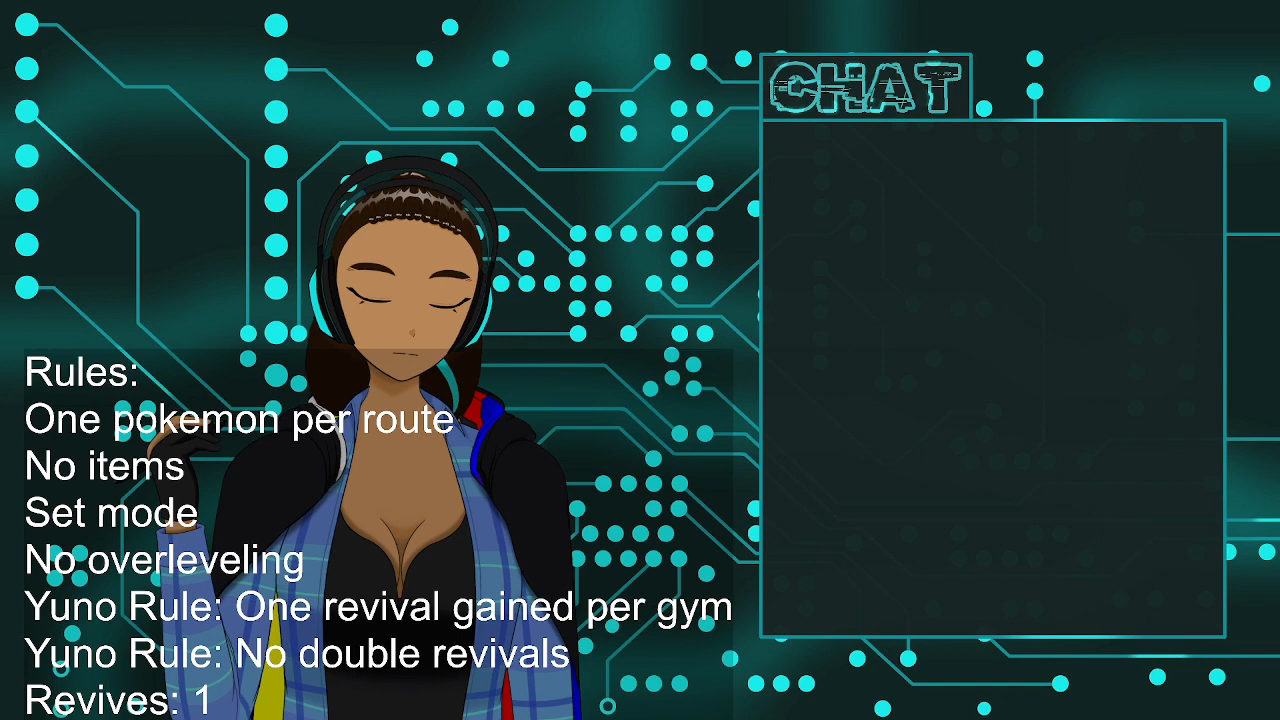 CHAT
Rules:
One pokemon per route
No items
Set mode
No overleveling
Yuno Rule: One revival gained per gym
Yuno Rule: No double revivals
Revives: 1